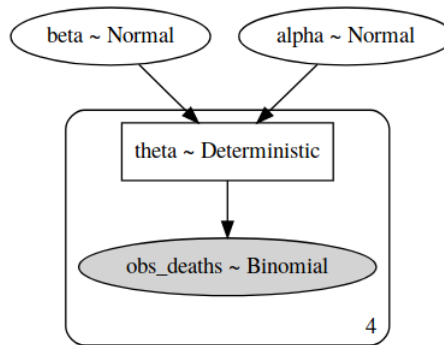 beta ~ Normal
alpha ~ Normal
theta ~ Deterministic
obs_deaths ~ Binomial
4